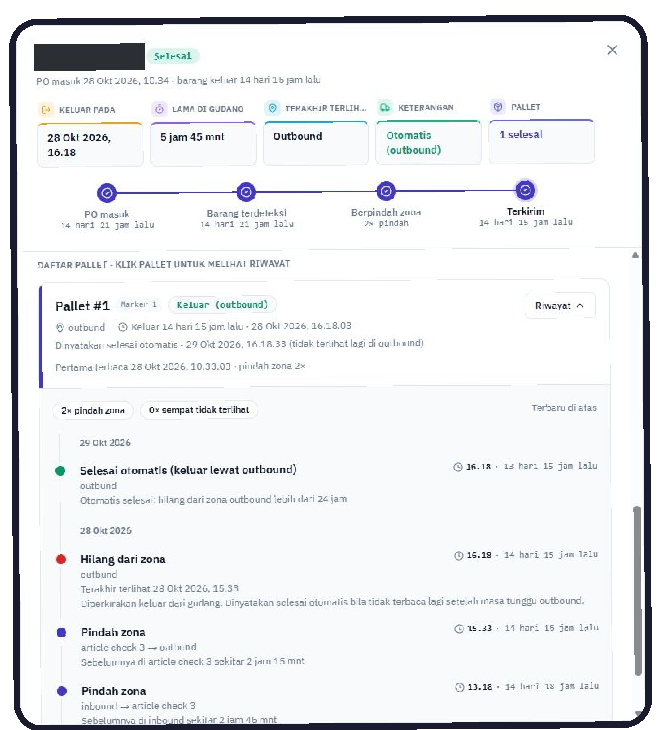 Selesai
PO masuk 28 Okt 2026, 10.34 · barang keluar 14 hari 15 jam lalu
KELUAR PADA
28 Okt 2026, 16.18
LAMA DI GUDANG
5 jam 45 mnt
TERAKHIR TERLIH...
Outbound
KETERANGAN
Otomatis (outbound)
PALLET
1 selesai
PO masuk
14 hari 21 jam lalu
Barang terdeteksi
14 hari 21 jam lalu
Berpindah zona
2× pindah
Terkirim
14 hari 15 jam lalu
DAFTAR PALLET · KLIK PALLET UNTUK MELIHAT RIWAYAT
Pallet #1 Marker 1 Keluar (outbound) Riwayat
outbound Keluar 14 hari 15 jam lalu · 28 Okt 2026, 16.18.03
Dinyatakan selesai otomatis · 29 Okt 2026, 16.18.33 (tidak terlihat lagi di outbound)
Pertama terbaca 28 Okt 2026, 10.33.03 · pindah zona 2×
2× pindah zona 0× sempat tidak terlihat Terbaru di atas
29 Okt 2026
Selesai otomatis (keluar lewat outbound) 16.18 · 13 hari 15 jam lalu
outbound
Otomatis selesai: hilang dari zona outbound lebih dari 24 jam
28 Okt 2026
Hilang dari zona 16.18 · 14 hari 15 jam lalu
outbund
Terakhir terlihat 28 Okt 2026, 15.33
Diperkirakan keluar dari gudang. Dinyatakan selesai otomatis bila tidak terbaca lagi setelah masa tunggu outbound.
Pindah zona 15.33 · 14 hari 16 jam lalu
article check 3 → outbound
Sebelumnya di article check 3 sekitar 2 jam 15 mnt
Pindah zona 13.18 · 14 hari 18 jam lalu
inbound → article check 3
Sebelumnya di inbound sekitar 2 jam 45 mnt